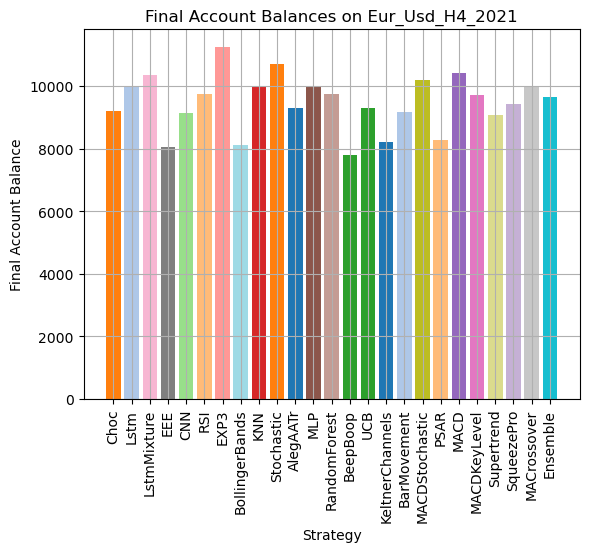 Final Account Balances on Eur_Usd_H4_2021
Final Account Balance
10000
8000
6000
4000
2000
0
Choc
Lstm
LstmMixture
EEE
CNN
RSI
EXP3
BollingerBands
KNN
Stochastic
AlegAATr
MLP
RandomForest
BeepBoop
UCB
KeltnerChannels
BarMovement
MACDStochastic
PSAR
MACD
MACDKeyLevel
Supertrend
SqueezePro
MACrossover
Ensemble
Strategy